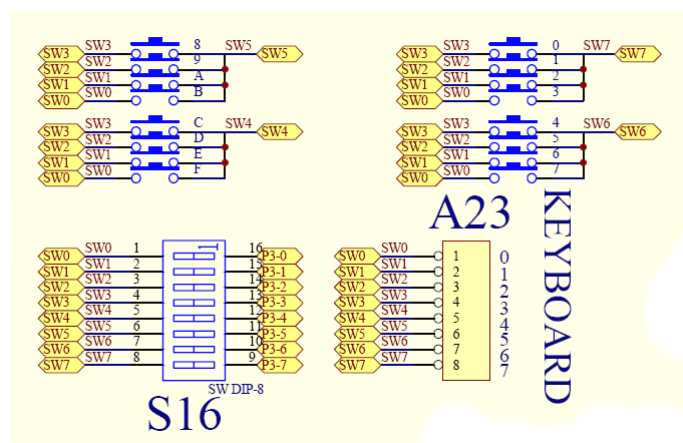 SW3 SW3 8 SW5 SW5
SW2 SW2 9
SW1 SW1 A
SW0 SW0 B
SW3 SW3 C SW4 SW4
SW2 SW2 D
SW1 SW1 E
SW0 SW0 F
SW3 SW3 0 SW7 SW7
SW2 SW2 1
SW1 SW1 2
SW0 SW0 3
SW3 SW3 4 SW6 SW6
SW2 SW2 5
SW1 SW1 6
SW0 SW0 7
A23
KEYBOARD
SW0 SW0 1 1 16 P3-0
SW1 SW1 2 15 P3-1
SW2 SW2 3 14 P3-2
SW3 SW3 4 13 P3-3
SW4 SW4 5 12 P3-4
SW5 SW5 6 11 P3-5
SW6 SW6 7 10 P3-6
SW7 SW7 8 9 P3-7
SW DIP-8
S16
SW0 SW0 1 0
SW1 SW1 2 1
SW2 SW2 3 2
SW3 SW3 4 3
SW4 SW4 5 4
SW5 SW5 6 5
SW6 SW6 7 6
SW7 SW7 8 7